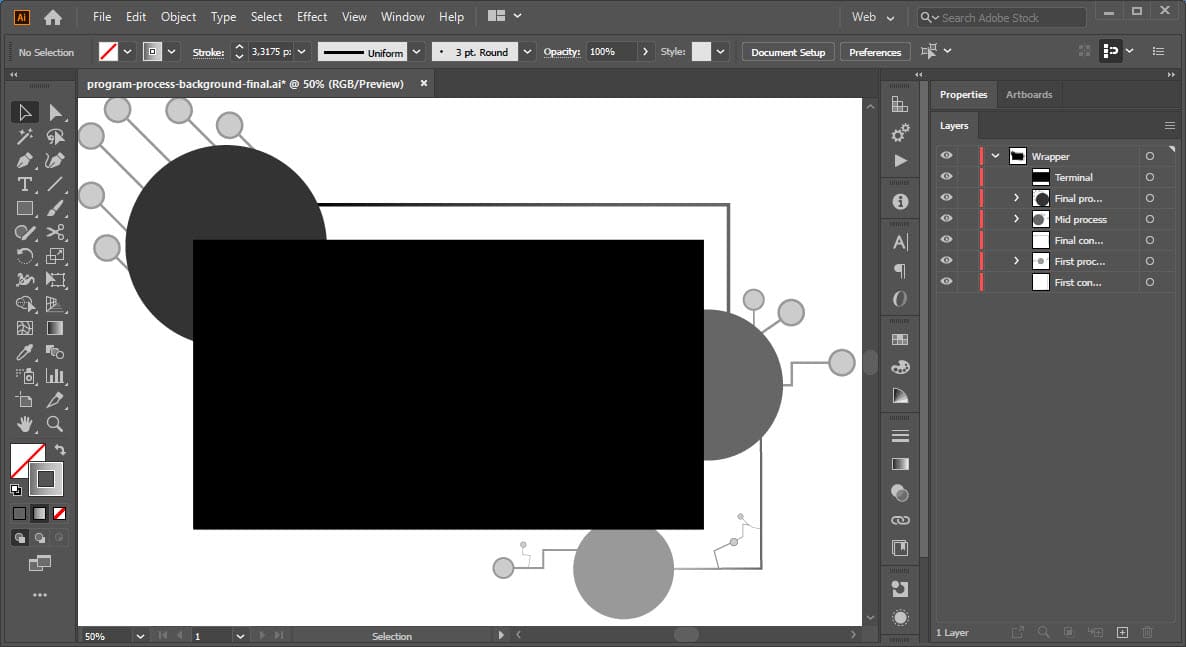 Ai File Edit Object Type Select Effect View Window Help Web Search Adobe Stock
No Selection Stroke: 3,3175 p: Uniform 3 pt. Round Opacity: 100% Style: Document Setup Preferences
program-process-background-final.ai* @ 50% (RGB/Preview)
Properties Artboards
Layers
Wrapper
Terminal
Final pro...
Mid process
Final con...
First proc...
First con...
50% 1 Selection 1 Layer